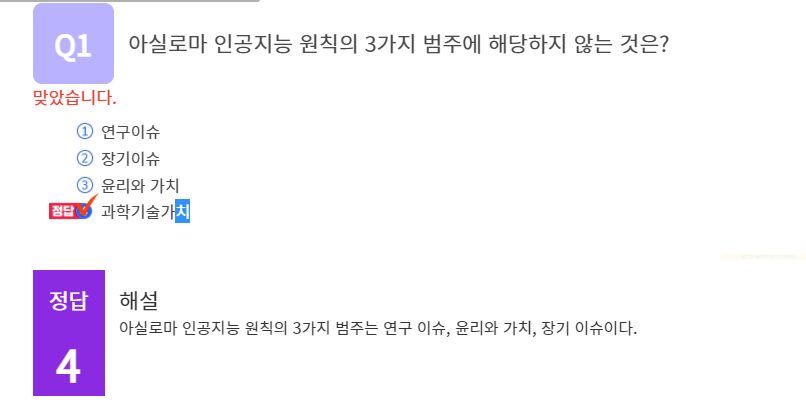 Q1 아실로마 인공지능 원칙의 3가지 범주에 해당하지 않는 것은?
맞았습니다.
① 연구이슈
② 장기이슈
③ 윤리와 가치
정답 과학기술가치
정답 해설
아실로마 인공지능 원칙의 3가지 범주는 연구 이슈, 윤리와 가치, 장기 이슈이다.
4